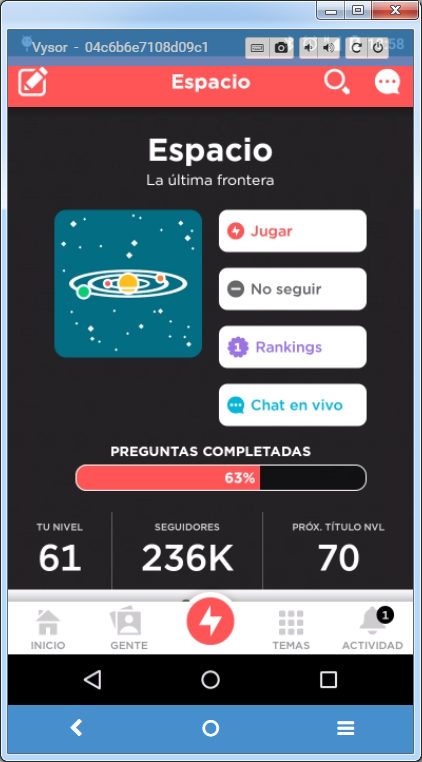 Vysor - 04c6b6e7108d09c1
Espacio
Espacio
La última frontera
Jugar
No seguir
1 Rankings
Chat en vivo
PREGUNTAS COMPLETADAS
63%
TU NIVEL
61
SEGUIDORES
236K
PRÓX. TÍTULO NVL
70
INICIO
GENTE
TEMAS
1
ACTIVIDAD